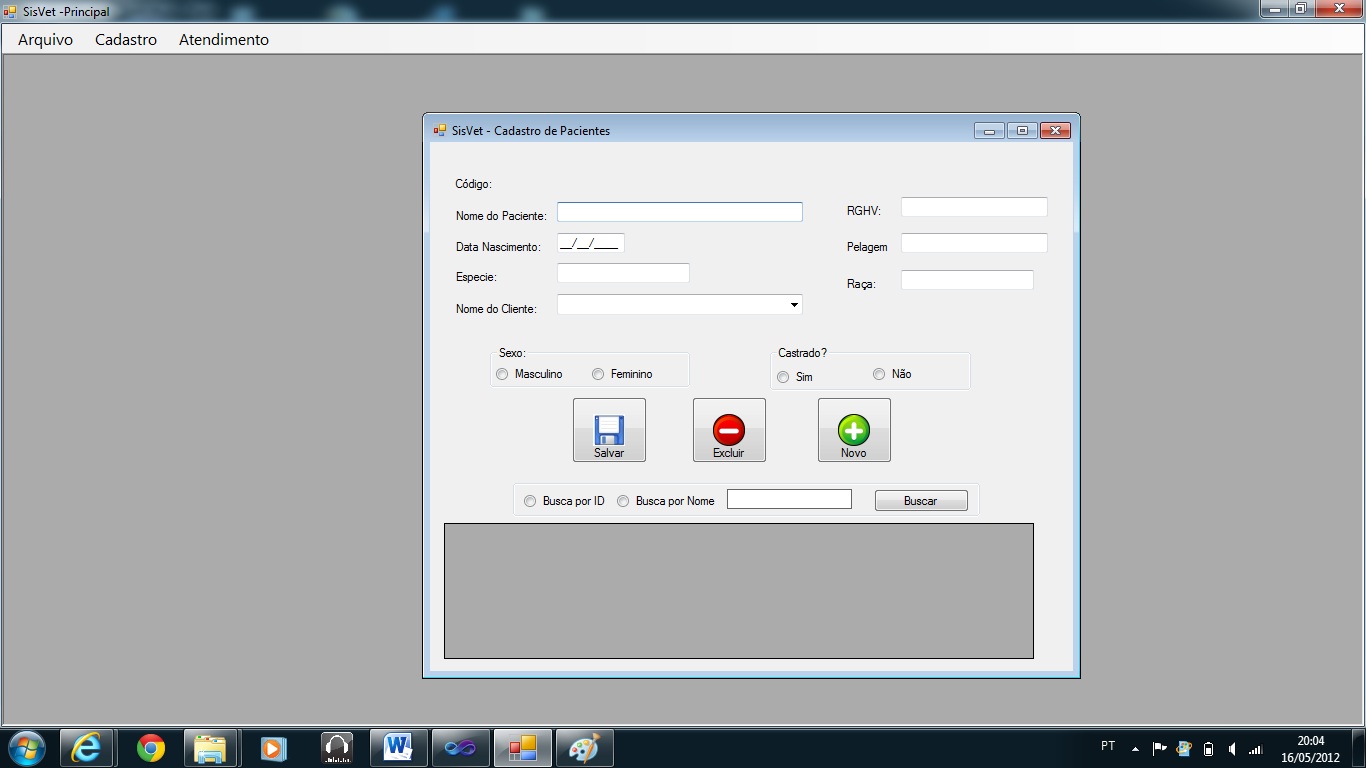 SisVet -Principal
Arquivo Cadastro Atendimento
SisVet - Cadastro de Pacientes
Código:
Nome do Paciente:
RGHV:
Data Nascimento: __/__/____
Pelagem
Especie:
Raça:
Nome do Cliente:
Sexo:
Masculino Feminino
Castrado?
Sim Não
Salvar Excluir Novo
Busca por ID Busca por Nome Buscar
PT
20:04
16/05/2012